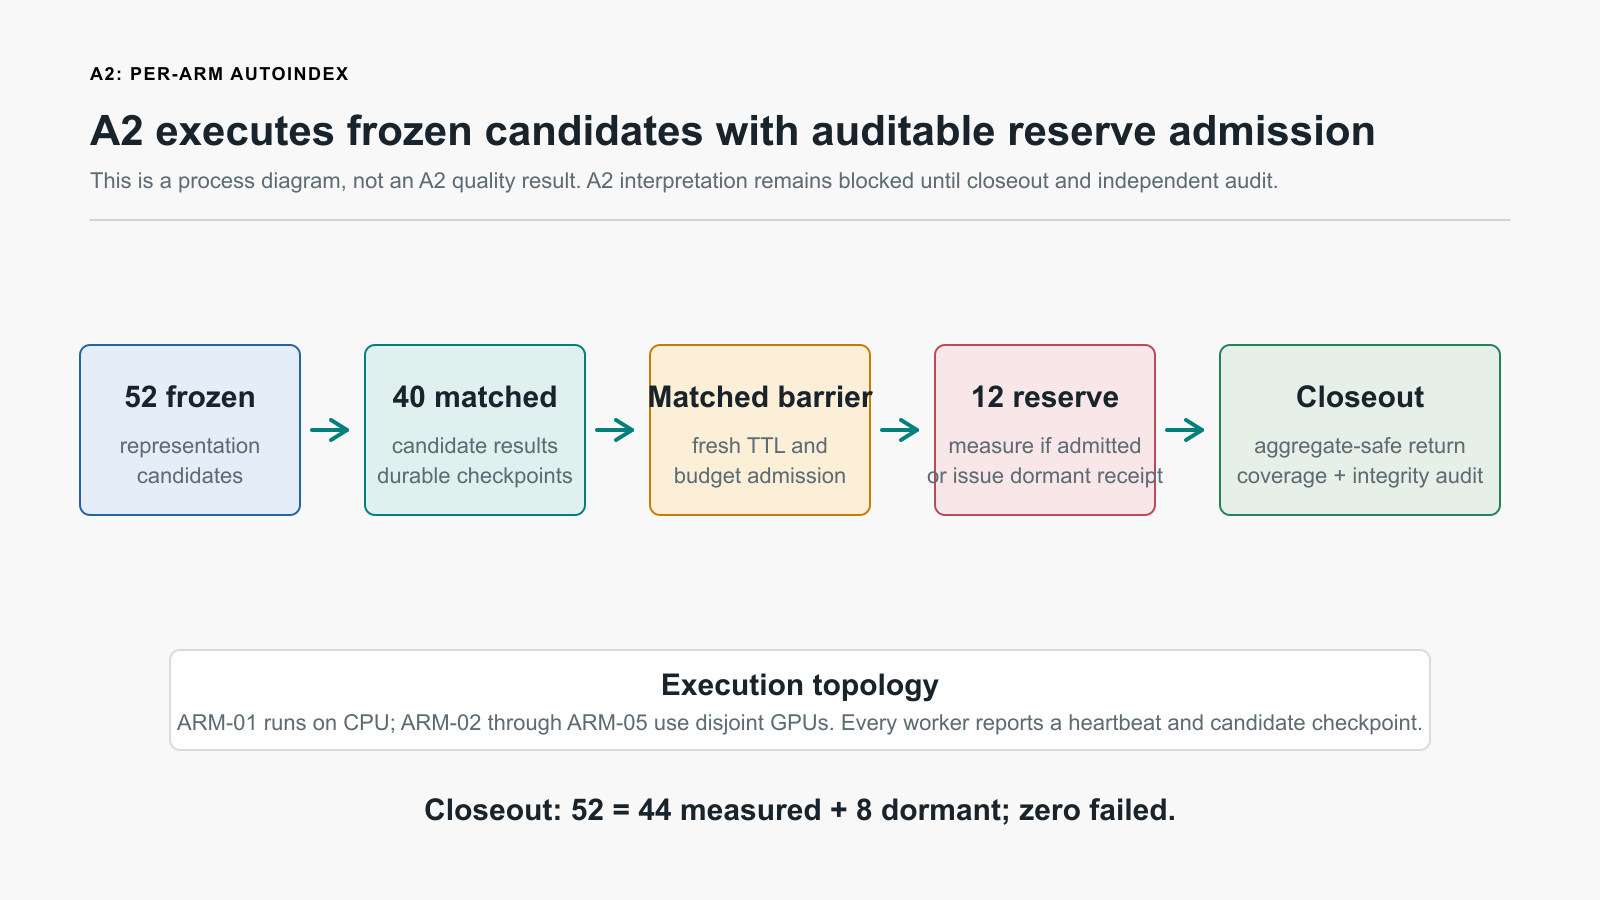 A2: PER-ARM AUTOINDEX
A2 executes frozen candidates with auditable reserve admission
This is a process diagram, not an A2 quality result. A2 interpretation remains blocked until closeout and independent audit.
52 frozen
representation
candidates
40 matched
candidate results
durable checkpoints
Matched barrier
fresh TTL and
budget admission
12 reserve
measure if admitted
or issue dormant receipt
Closeout
aggregate-safe return
coverage + integrity audit
Execution topology
ARM-01 runs on CPU; ARM-02 through ARM-05 use disjoint GPUs. Every worker reports a heartbeat and candidate checkpoint.
Closeout: 52 = 44 measured + 8 dormant; zero failed.